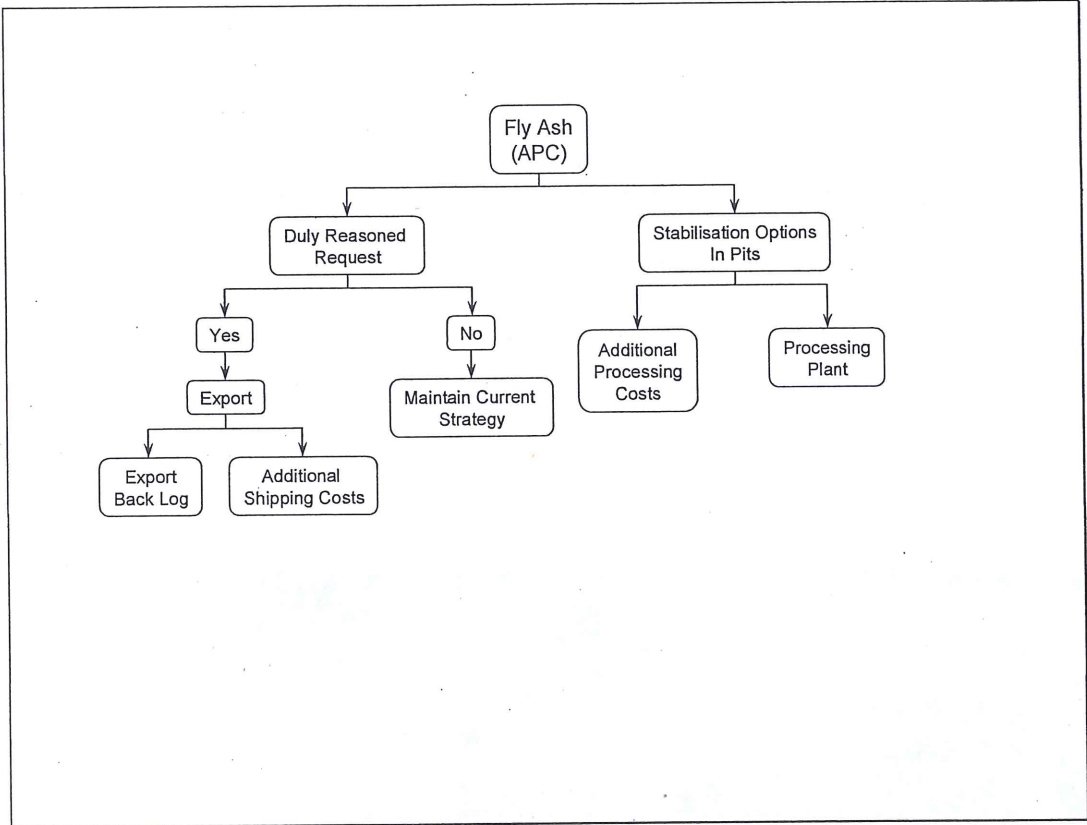 Fly Ash
(APC)
Duly Reasoned
Request
Stabilisation Options
In Pits
Yes
No
Additional
Processing
Costs
Processing
Plant
Export
Maintain Current
Strategy
Export
Back Log
Additional
Shipping Costs